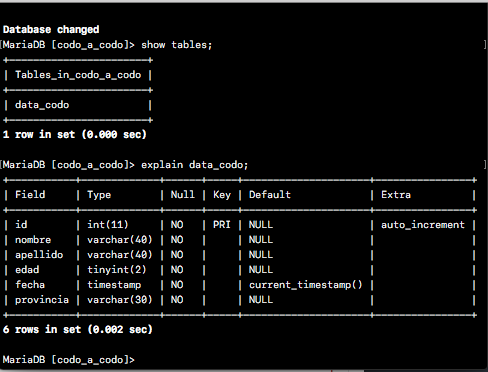 Database changed
[MariaDB [codo_a_codo]> show tables; ]
+---------------------+
| Tables_in_codo_a_codo |
+---------------------+
| data_codo |
+---------------------+
1 row in set (0.000 sec)
[MariaDB [codo_a_codo]> explain data_codo; ]
+-----------+-------------+------+-----+---------------------+----------------+
| Field | Type | Null | Key | Default | Extra |
+-----------+-------------+------+-----+---------------------+----------------+
| id | int(11) | NO | PRI | NULL | auto_increment |
| nombre | varchar(40) | NO | | NULL | |
| apellido | varchar(40) | NO | | NULL | |
| edad | tinyint(2) | NO | | NULL | |
| fecha | timestamp | NO | | current_timestamp() | |
| provincia | varchar(30) | NO | | NULL | |
+-----------+-------------+------+-----+---------------------+----------------+
6 rows in set (0.002 sec)
MariaDB [codo_a_codo]>